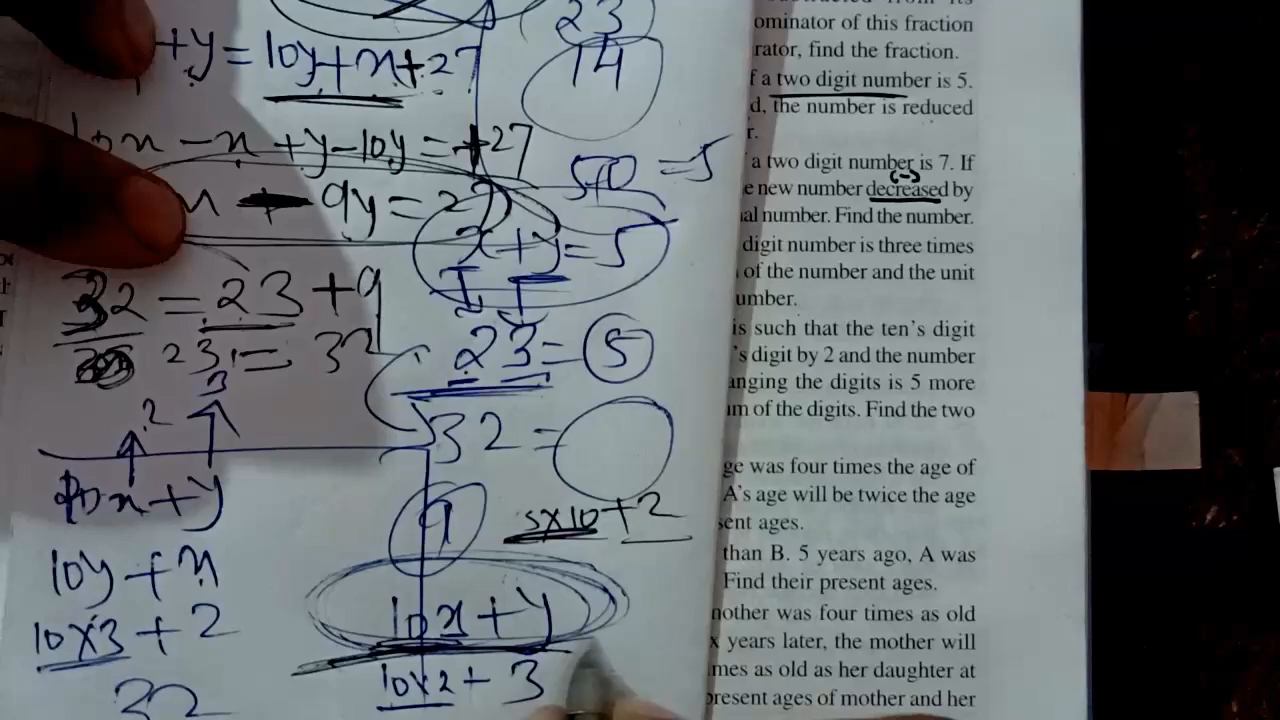 +y = 10y+x+27
10x - x + y - 10y = +27
x - 9y = 27
32 = 23 + 9
23 = 32
2 3
10x + y
10y + x
10x3 + 2
32
23
14
5+0 = 5
x + y = 5
23 = 5
32 =
9
5x10 + 2
10x + y
10x2 + 3
ominator of this fraction
rator, find the fraction.
f a two digit number is 5.
d, the number is reduced
r.
a two digit number is 7. If
(-)
e new number decreased by
al number. Find the number.
digit number is three times
of the number and the unit
umber.
is such that the ten's digit
's digit by 2 and the number
anging the digits is 5 more
um of the digits. Find the two
ge was four times the age of
A's age will be twice the age
sent ages.
than B. 5 years ago, A was
Find their present ages.
nother was four times as old
x years later, the mother will
mes as old as her daughter at
present ages of mother and her